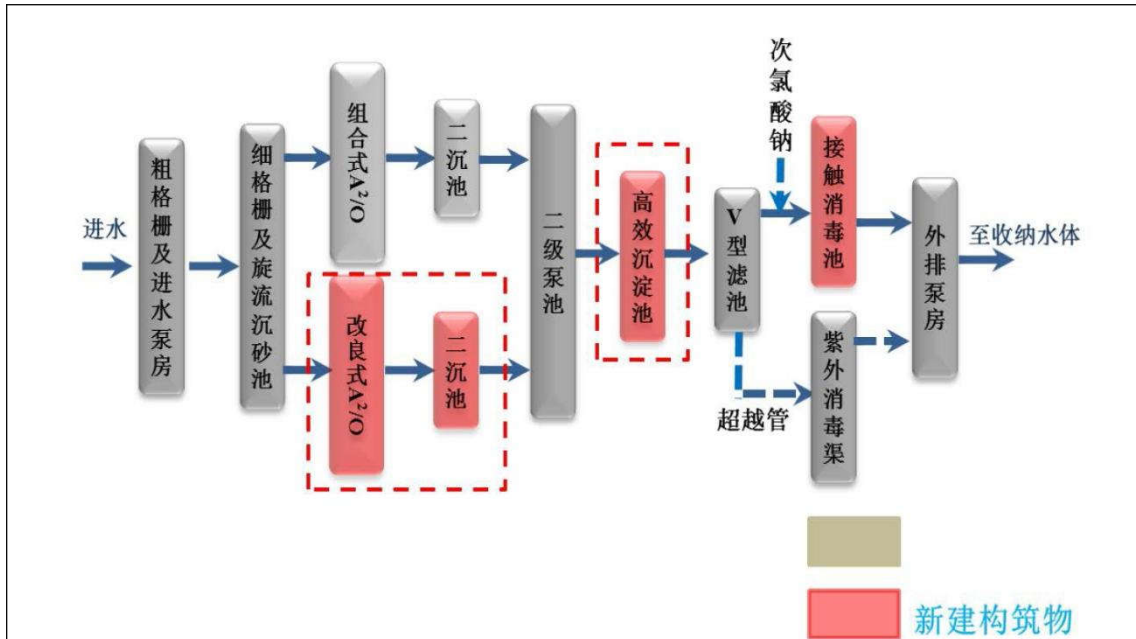 进水
粗格栅及进水泵房
细格栅及旋流沉砂池
组合式A²/O
二沉池
改良式A²/O
二沉池
二级泵池
高效沉淀池
V型滤池
次氯酸钠
接触消毒池
超越管
紫外消毒渠
外排泵房
至收纳水体
新建构筑物